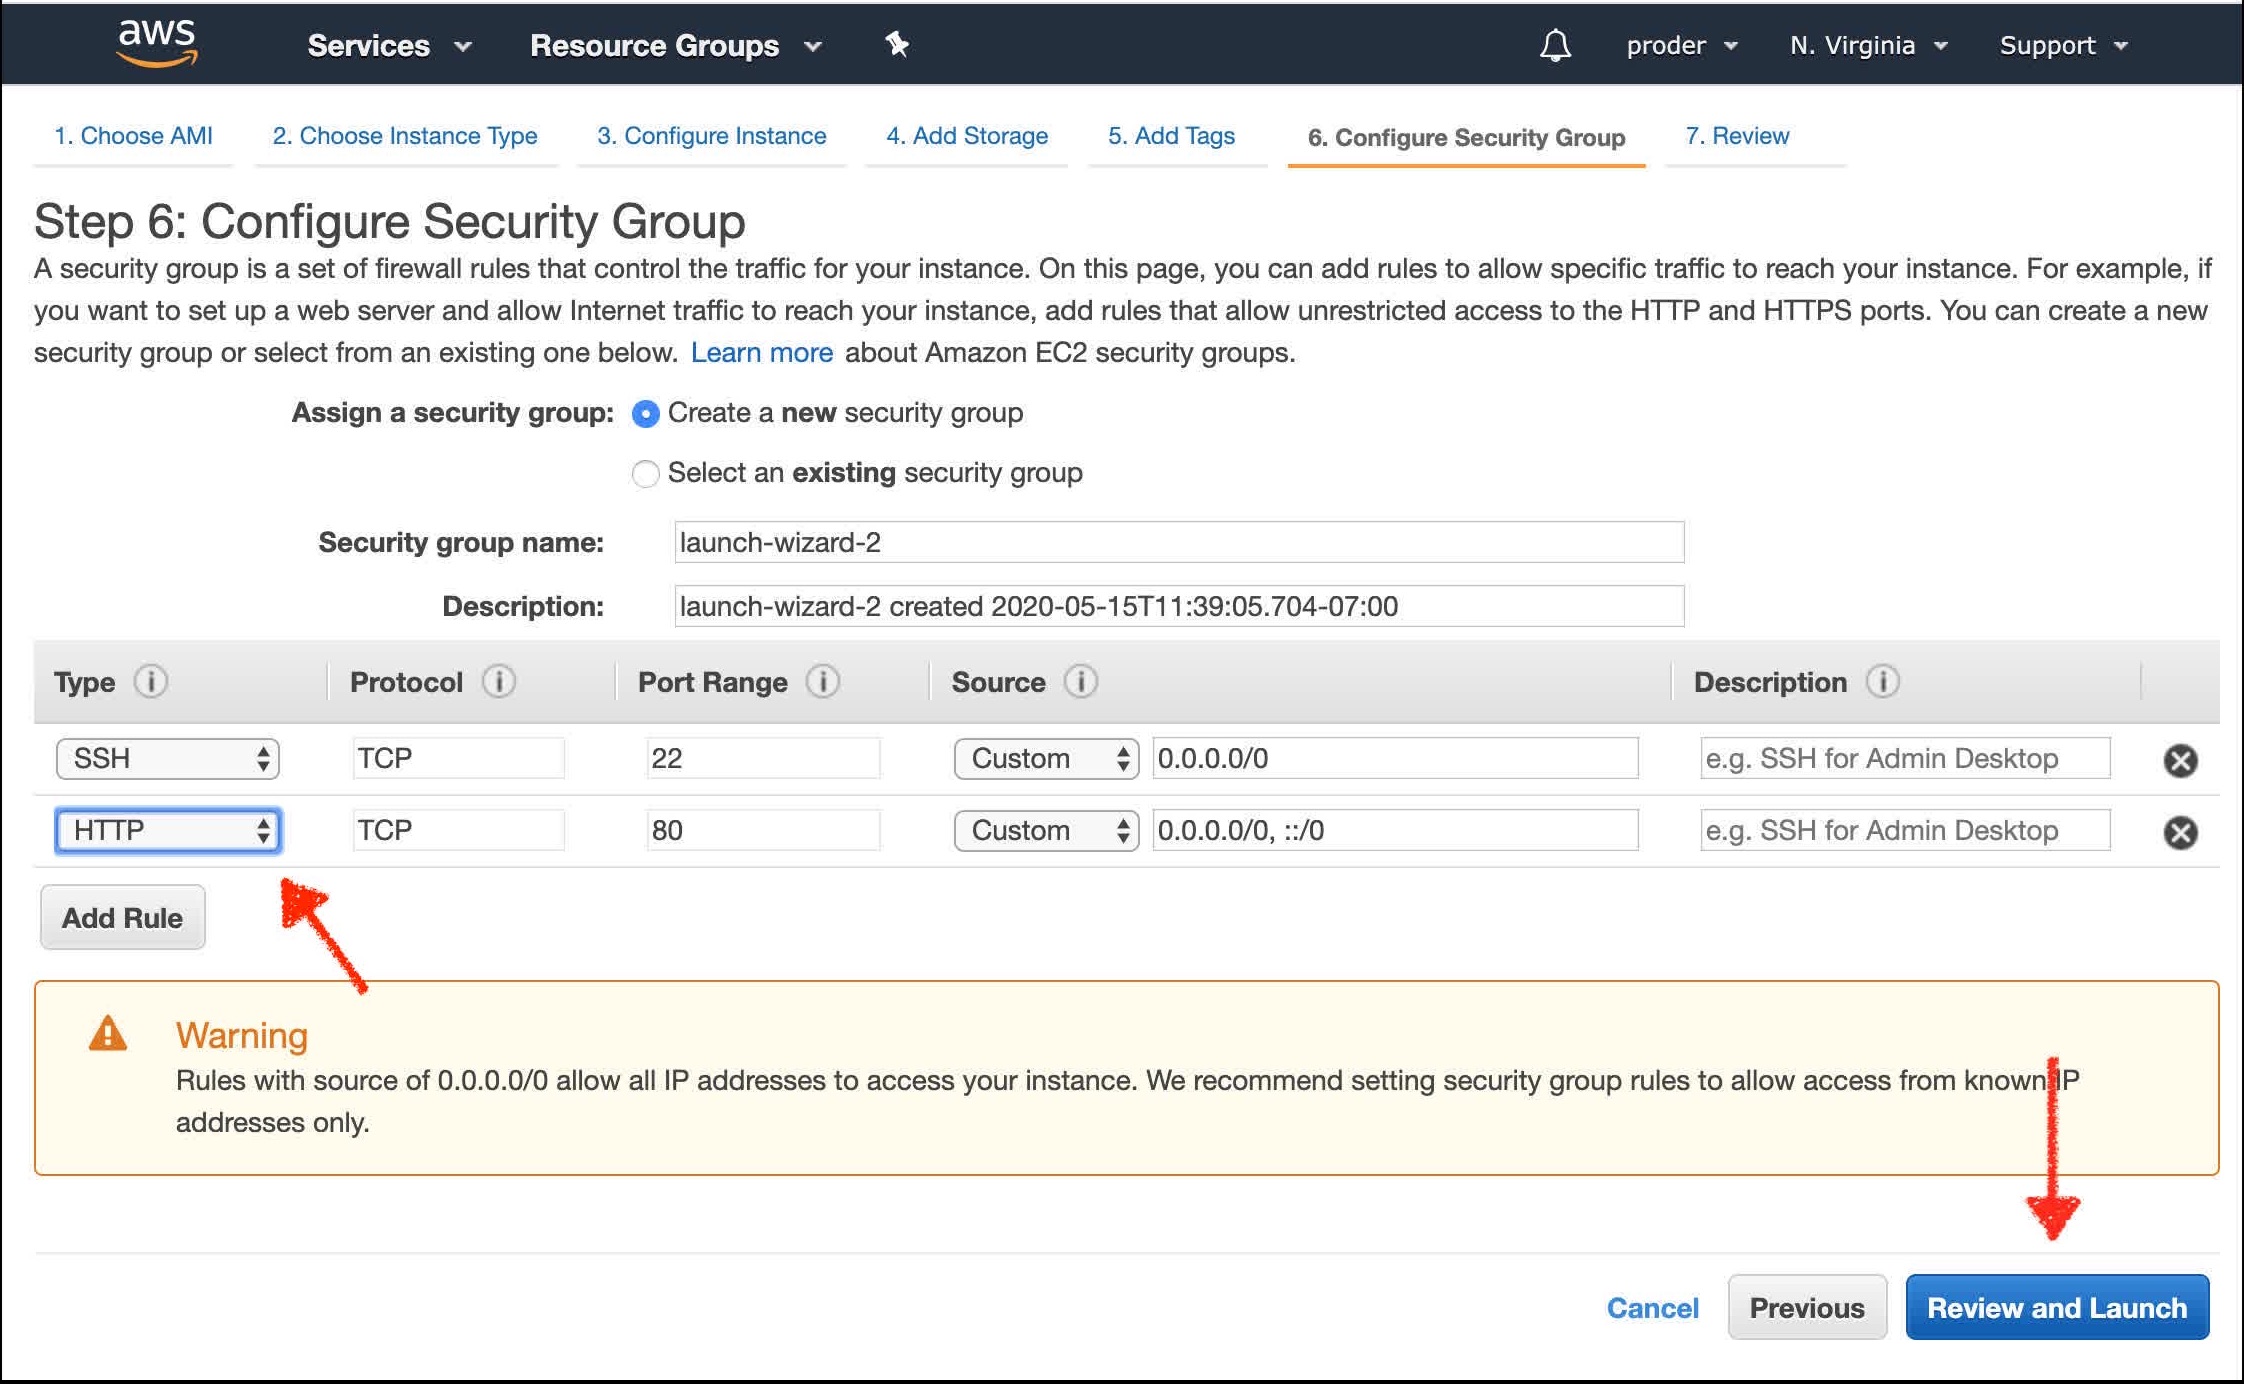 aws Services Resource Groups proder N. Virginia Support
1. Choose AMI 2. Choose Instance Type 3. Configure Instance 4. Add Storage 5. Add Tags 6. Configure Security Group 7. Review
Step 6: Configure Security Group
A security group is a set of firewall rules that control the traffic for your instance. On this page, you can add rules to allow specific traffic to reach your instance. For example, if
you want to set up a web server and allow Internet traffic to reach your instance, add rules that allow unrestricted access to the HTTP and HTTPS ports. You can create a new
security group or select from an existing one below. Learn more about Amazon EC2 security groups.
Assign a security group: Create a new security group
Select an existing security group
Security group name: launch-wizard-2
Description: launch-wizard-2 created 2020-05-15T11:39:05.704-07:00
Type i Protocol i Port Range i Source i Description i
SSH TCP 22 Custom 0.0.0.0/0 e.g. SSH for Admin Desktop
HTTP TCP 80 Custom 0.0.0.0/0, ::/0 e.g. SSH for Admin Desktop
Add Rule
Warning
Rules with source of 0.0.0.0/0 allow all IP addresses to access your instance. We recommend setting security group rules to allow access from known IP
addresses only.
Cancel Previous Review and Launch